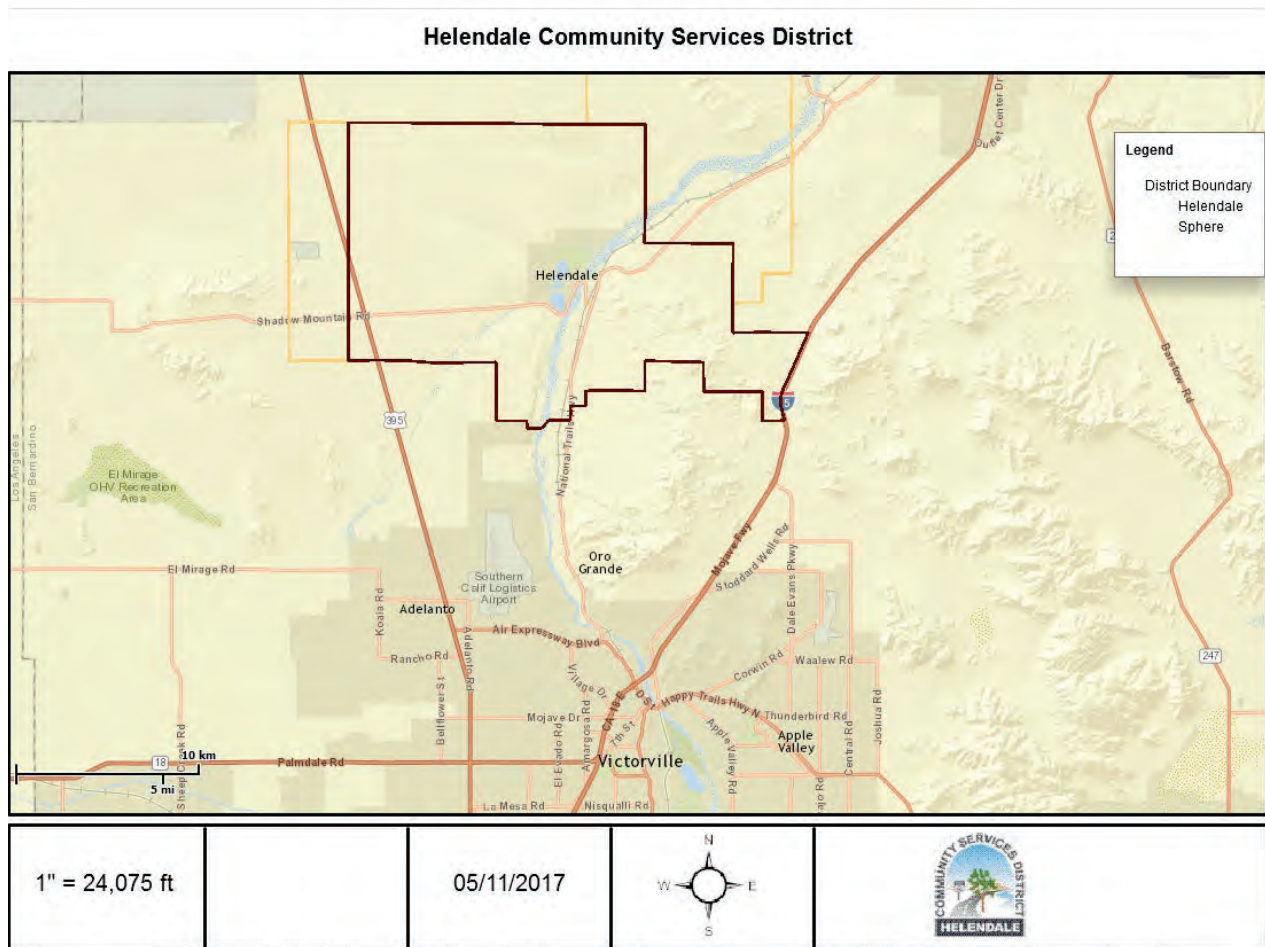 Helendale Community Services District
Outlet Center Dr
Legend
District Boundary
Helendale
Sphere
Helendale
Shadow Mountain Rd
Barstow Rd
395
Los Angeles
San Bernardino
El Mirage
OHV Recreation
Area
National Trails Hwy
Mojave Fwy
Stoddard Wells Rd
Dale Evans Pkwy
Oro
Grande
El Mirage Rd
Southern
Calif Logistics
Airport
Koala Rd
Adelanto
Adelanto Rd
Air Expressway Blvd
Rancho Rd
Corwin Rd
Waalew Rd
247
Bellflower St
Village Dr
D St
Happy Trails Hwy N
Mojave Dr
CA-18 E
7th St
Thunderbird Rd
Joshua Rd
Amargosa Rd
El Evado Rd
Apple Valley Rd
Apple
Valley
Central Rd
Sheep Creek Rd
18
10 km
Palmdale Rd
Victorville
5 mi
La Mesa Rd
Nisqualli Rd
1" = 24,075 ft
05/11/2017
N
W
E
S
COMMUNITY SERVICES DISTRICT
HELENDALE